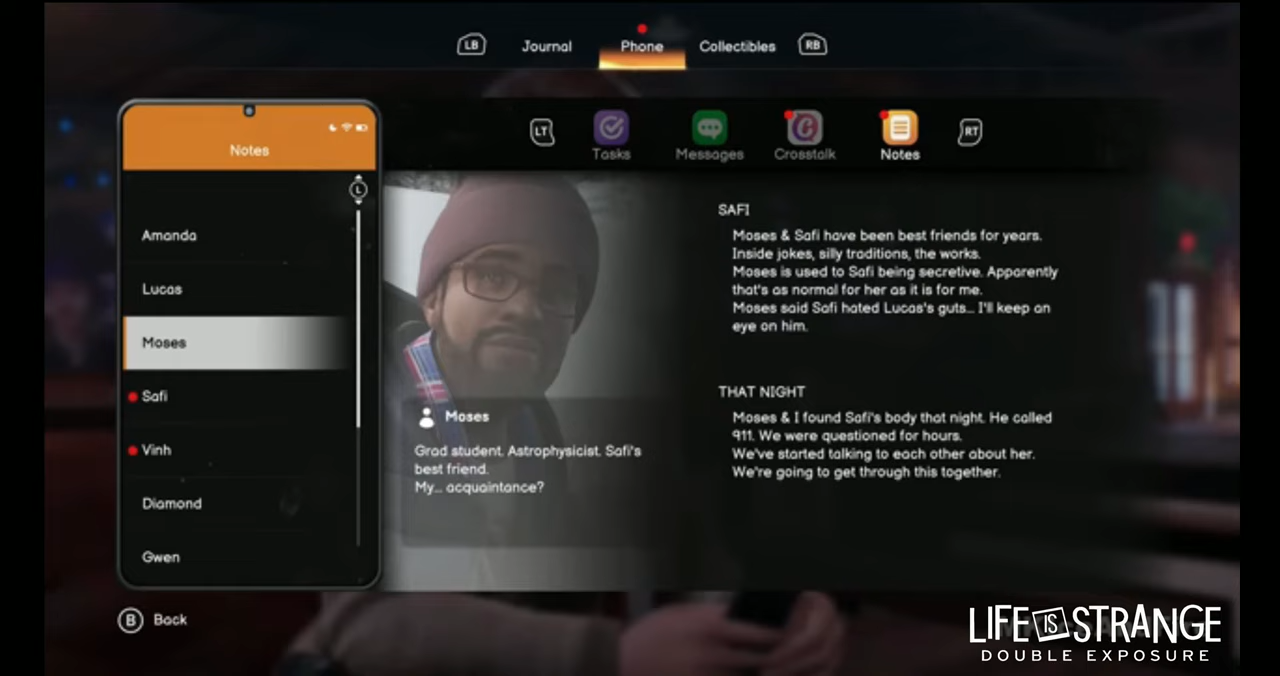 LB Journal Phone Collectibles RB
LT Tasks Messages Crosstalk Notes RT
Notes
L
Amanda
Lucas
Moses
Safi
Vinh
Diamond
Gwen
Moses
Grad student. Astrophysicist. Safi's
best friend.
My... acquaintance?
SAFI
Moses & Safi have been best friends for years.
Inside jokes, silly traditions, the works.
Moses is used to Safi being secretive. Apparently
that's as normal for her as it is for me.
Moses said Safi hated Lucas's guts... I'll keep an
eye on him.
THAT NIGHT
Moses & I found Safi's body that night. He called
911. We were questioned for hours.
We've started talking to each other about her.
We're going to get through this together.
B Back
LIFE IS STRANGE
DOUBLE EXPOSURE